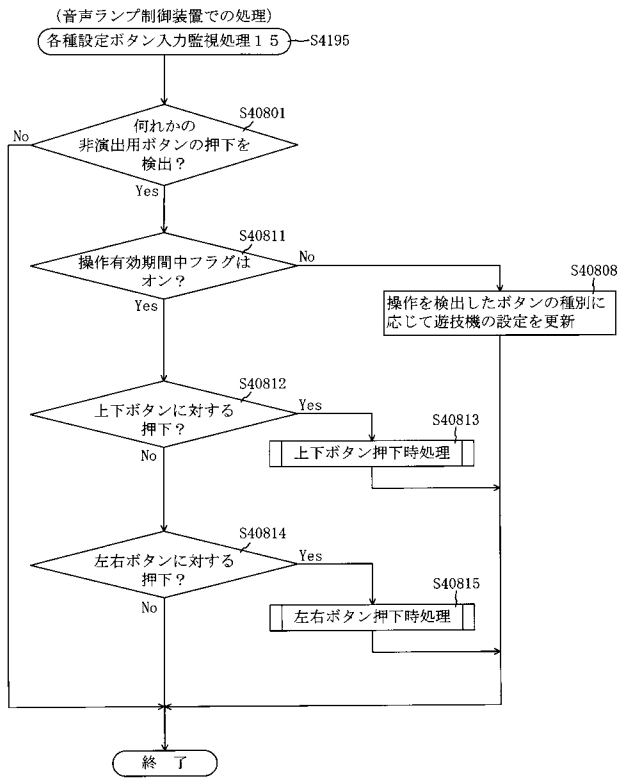 (音声ランプ制御装置での処理)
各種設定ボタン入力監視処理15
S4195
S40801
何れかの
非演出用ボタンの押下を
検出？
No
Yes
S40811
操作有効期間中フラグは
オン？
No
Yes
S40808
操作を検出したボタンの種別に
応じて遊技機の設定を更新
S40812
上下ボタンに対する
押下？
Yes
No
S40813
上下ボタン押下時処理
S40814
左右ボタンに対する
押下？
Yes
No
S40815
左右ボタン押下時処理
終　了